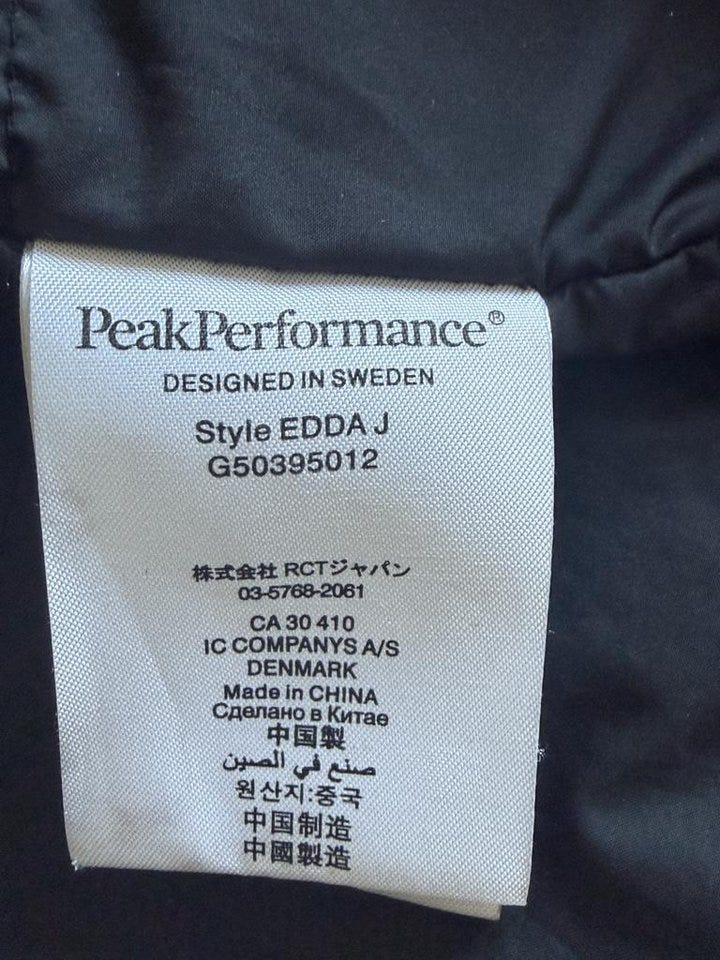 PeakPerformance®
DESIGNED IN SWEDEN
Style EDDA J
G50395012
株式会社 RCTジャパン
03-5768-2061
CA 30 410
IC COMPANYS A/S
DENMARK
Made in CHINA
Сделано в Китае
中国製
صنع في الصين
원산지:중국
中国制造
中國製造